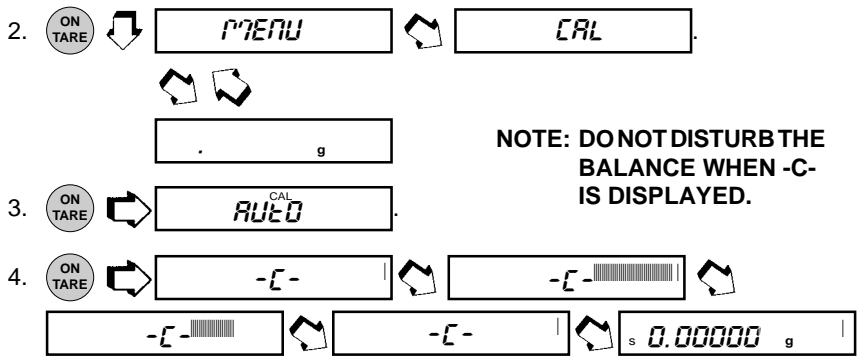 2. ON TARE MENU CAL.
. g
NOTE: DO NOT DISTURB THE
BALANCE WHEN -C-
IS DISPLAYED.
3. ON TARE CAL AUtO.
4. ON TARE -C- -C-
-C- -C- s 0.00000 g